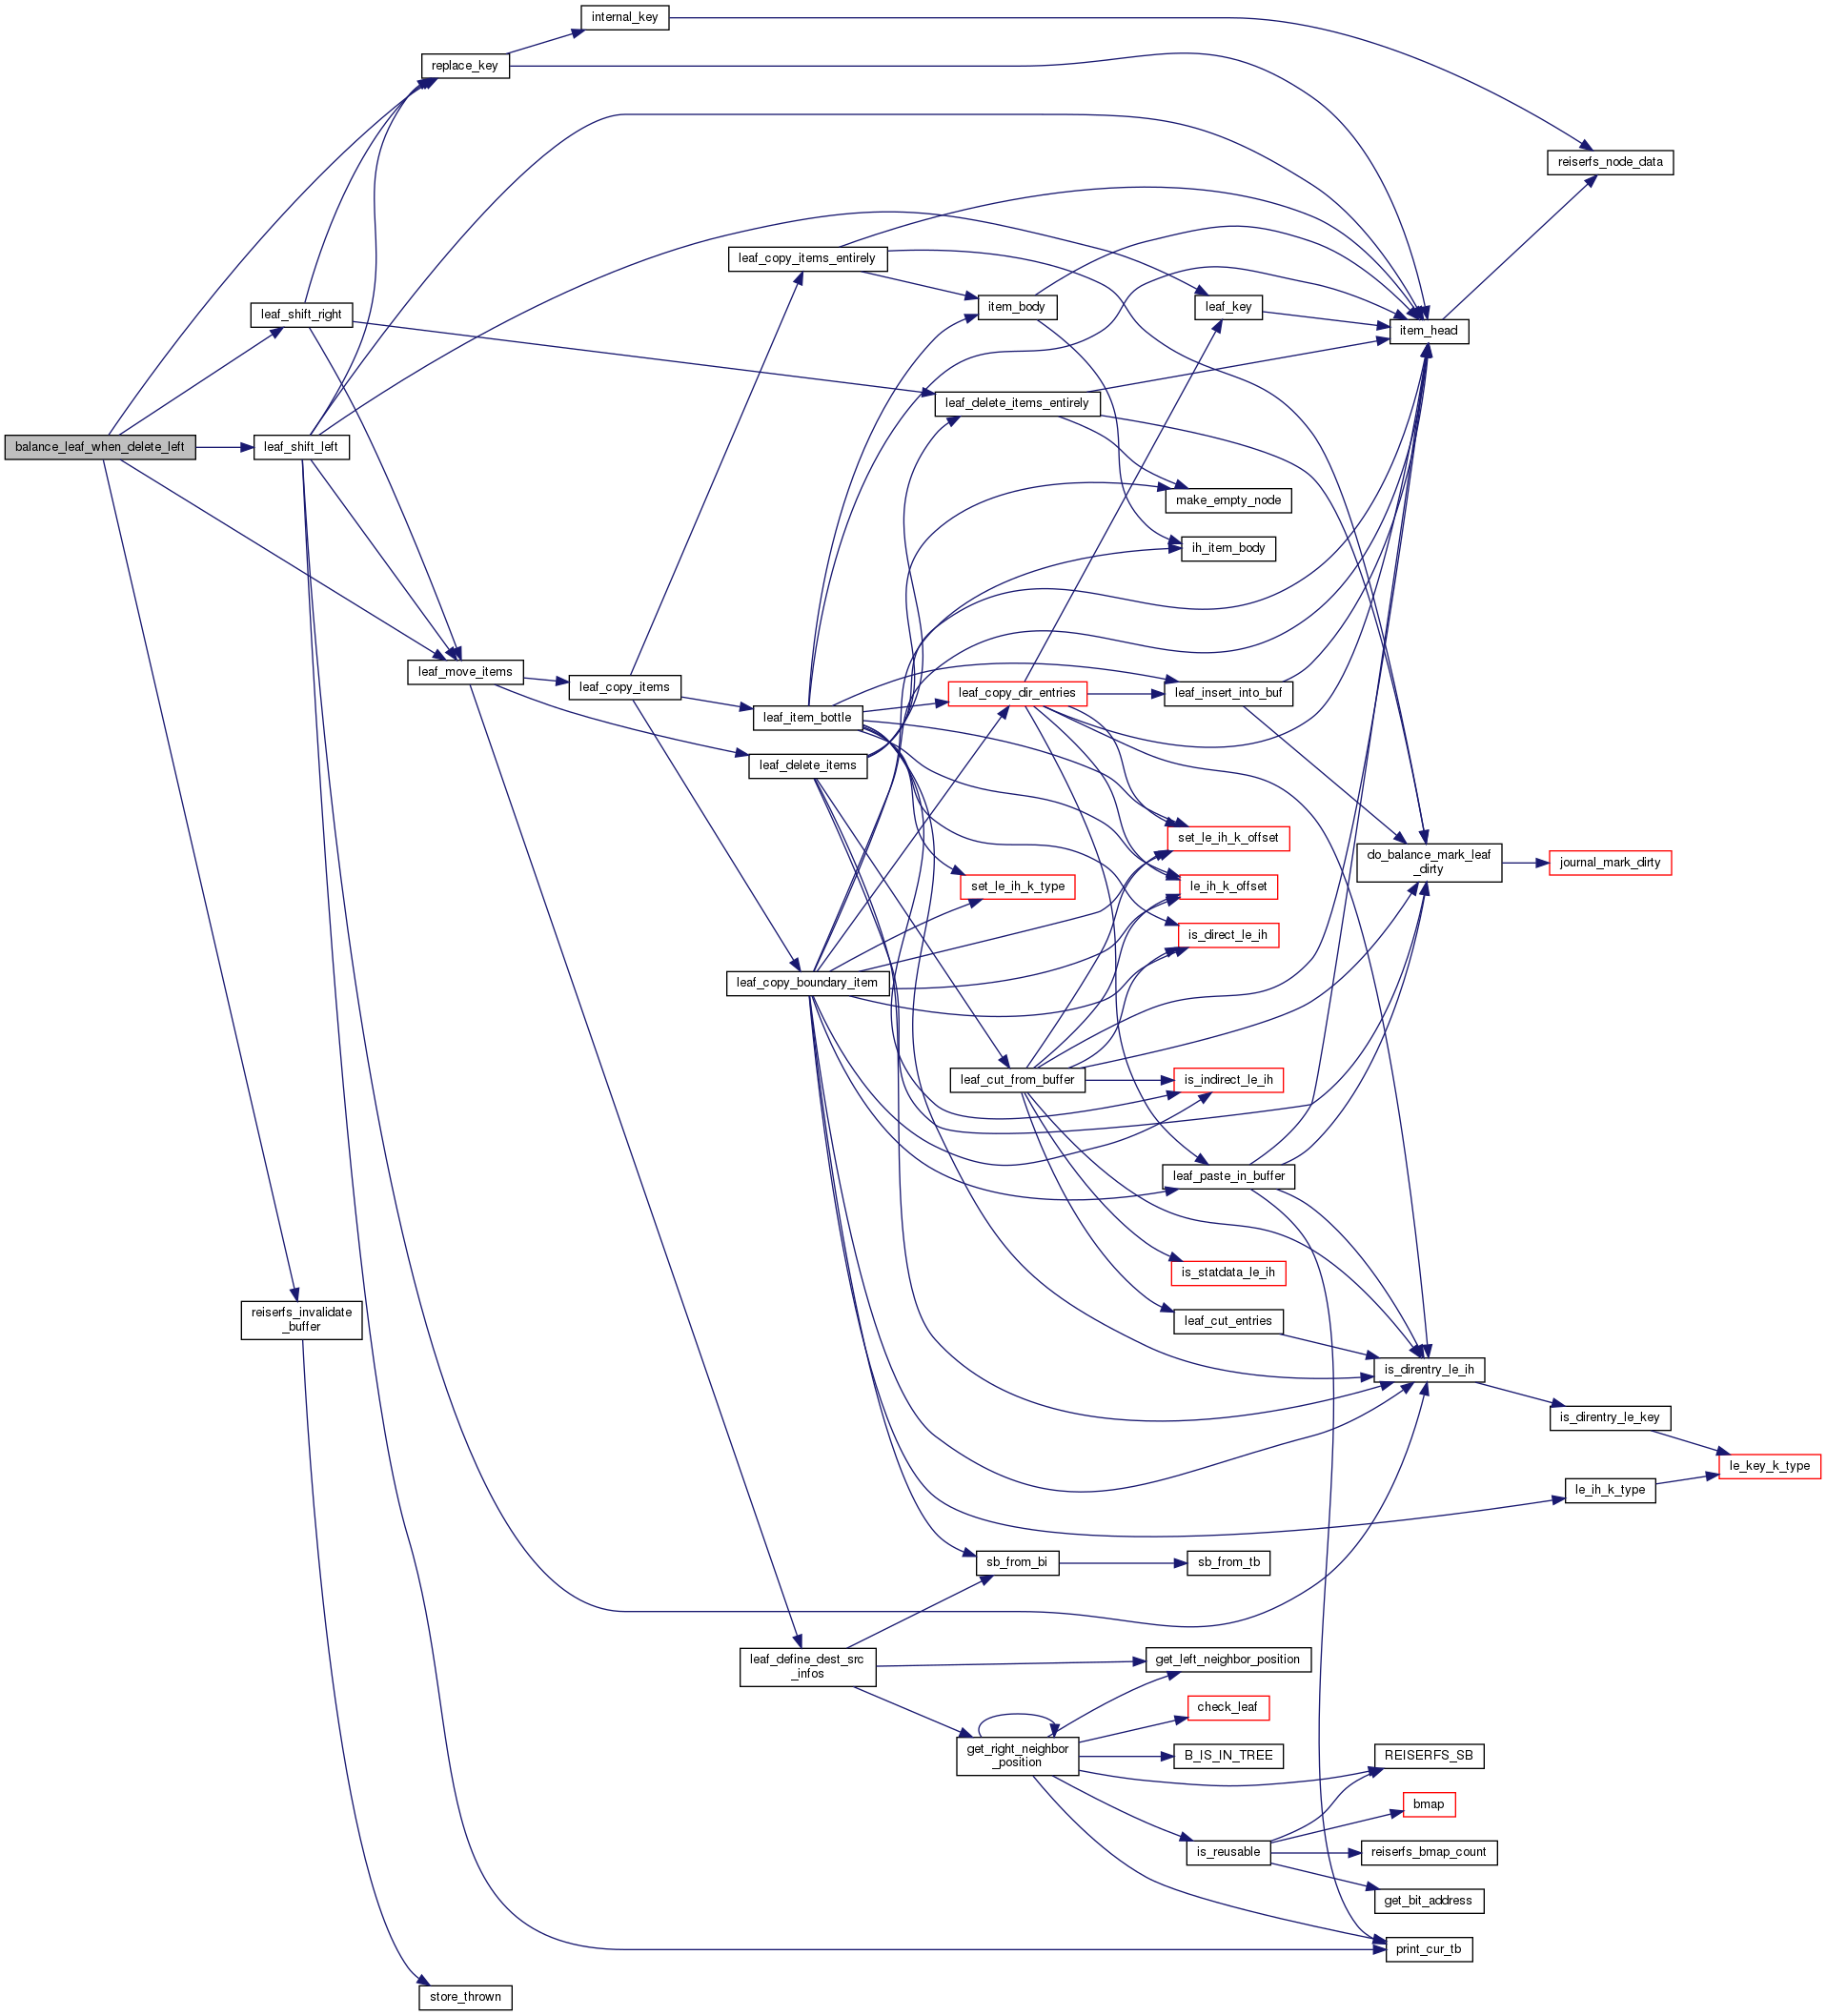 internal_key
replace_key
reiserfs_node_data
leaf_copy_items_entirely
leaf_shift_right
item_body
leaf_key
item_head
leaf_delete_items_entirely
balance_leaf_when_delete_left
leaf_shift_left
make_empty_node
ih_item_body
leaf_move_items
leaf_copy_items
leaf_copy_dir_entries
leaf_insert_into_buf
leaf_item_bottle
leaf_delete_items
set_le_ih_k_offset
do_balance_mark_leaf
_dirty
journal_mark_dirty
set_le_ih_k_type
le_ih_k_offset
is_direct_le_ih
leaf_copy_boundary_item
leaf_cut_from_buffer
is_indirect_le_ih
leaf_paste_in_buffer
is_statdata_le_ih
reiserfs_invalidate
_buffer
leaf_cut_entries
is_direntry_le_ih
is_direntry_le_key
le_key_k_type
le_ih_k_type
sb_from_bi
sb_from_tb
leaf_define_dest_src
_infos
get_left_neighbor_position
check_leaf
get_right_neighbor
_position
B_IS_IN_TREE
REISERFS_SB
bmap
is_reusable
reiserfs_bmap_count
get_bit_address
print_cur_tb
store_thrown